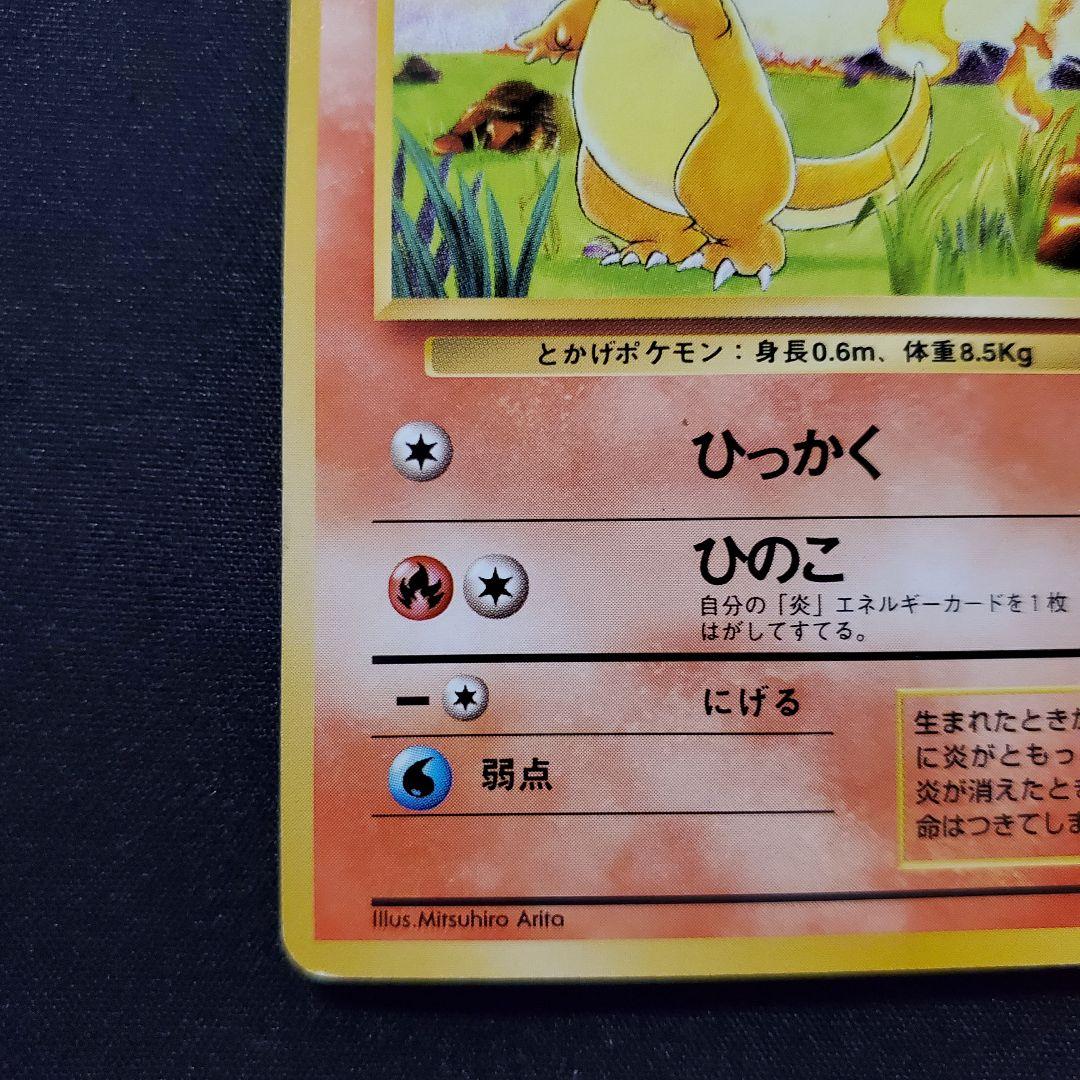 とかげポケモン：身長0.6m、体重8.5Kg
ひっかく
ひのこ
自分の「炎」エネルギーカードを1枚
はがしてすてる。
にげる
弱点
生まれたときか
に炎がともっ
炎が消えたとき
命はつきてしま
Illus.Mitsuhiro Arita